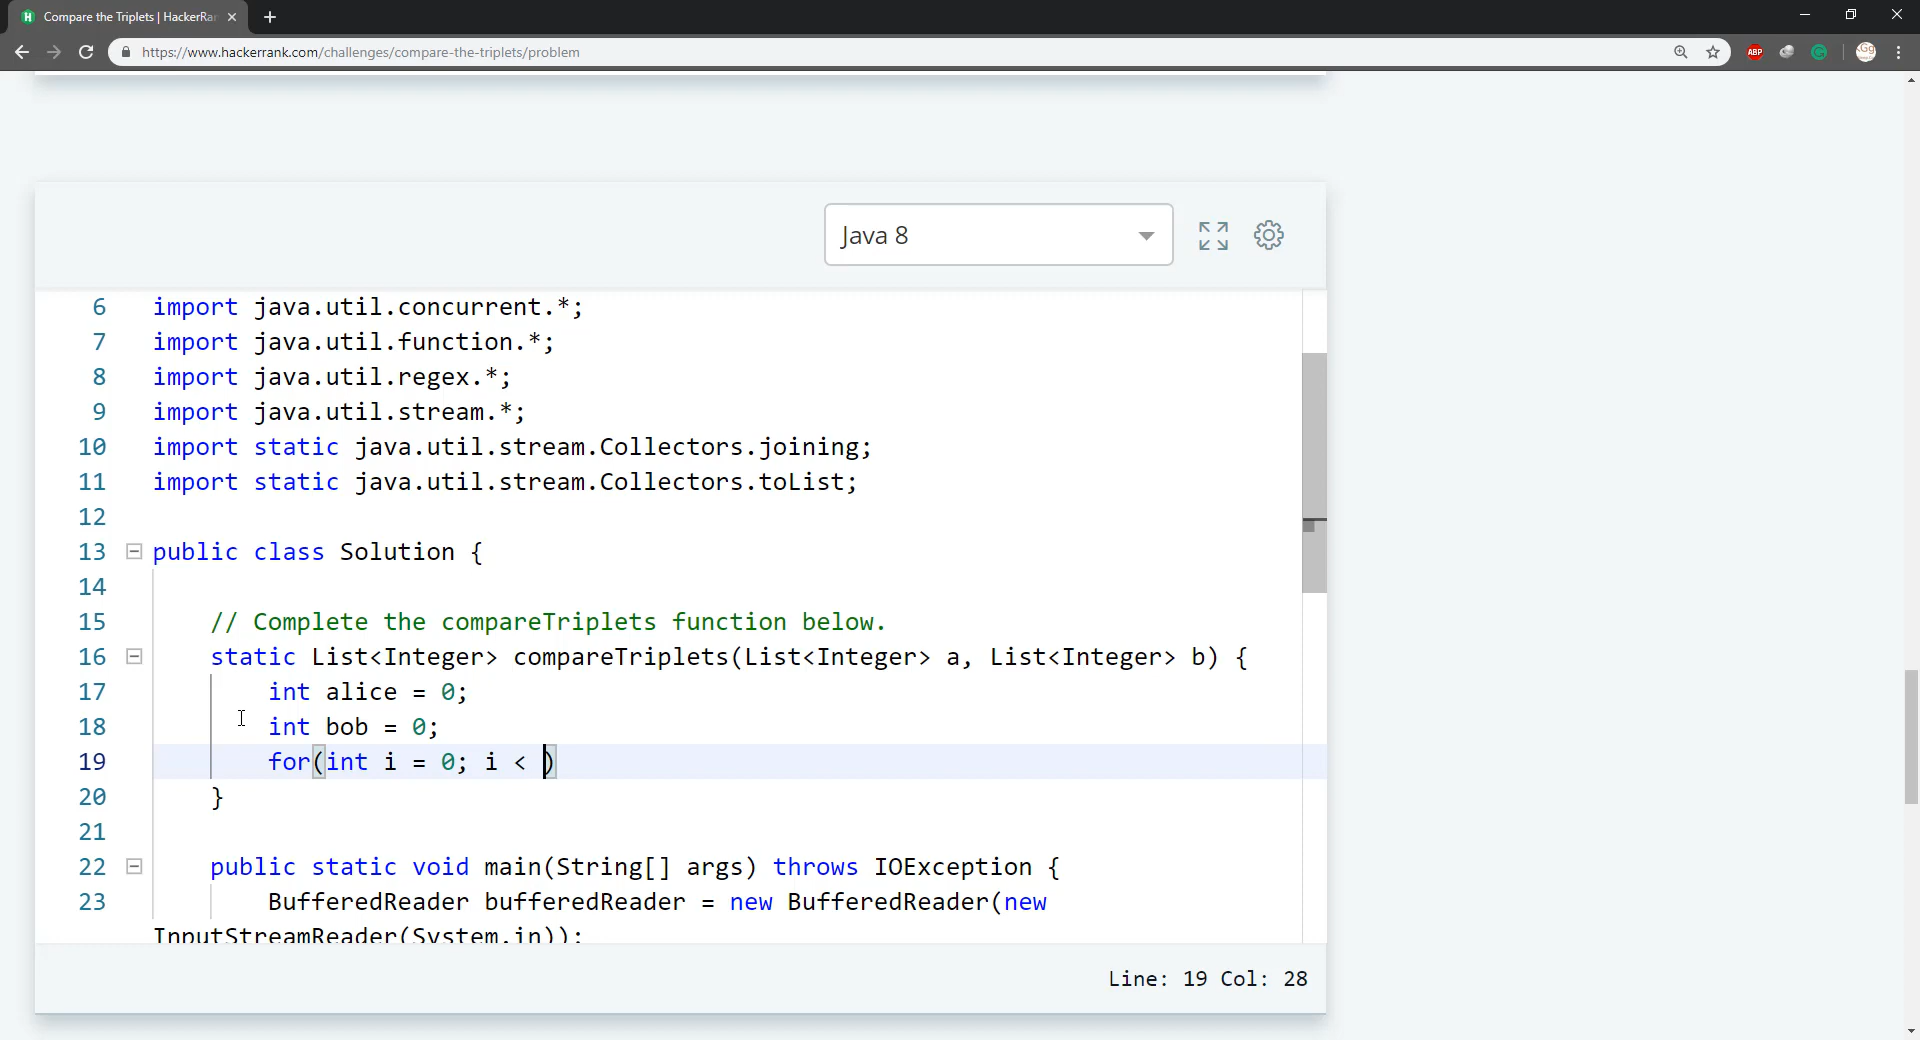 Compare the Triplets | HackerRa
https://www.hackerrank.com/challenges/compare-the-triplets/problem
ABP
Java 8
6 import java.util.concurrent.*;
7 import java.util.function.*;
8 import java.util.regex.*;
9 import java.util.stream.*;
10 import static java.util.stream.Collectors.joining;
11 import static java.util.stream.Collectors.toList;
12
13 public class Solution {
14
15 // Complete the compareTriplets function below.
16 static List<Integer> compareTriplets(List<Integer> a, List<Integer> b) {
17 int alice = 0;
18 int bob = 0;
19 for(int i = 0; i < )
20 }
21
22 public static void main(String[] args) throws IOException {
23 BufferedReader bufferedReader = new BufferedReader(new
InputStreamReader(System.in));
Line: 19 Col: 28